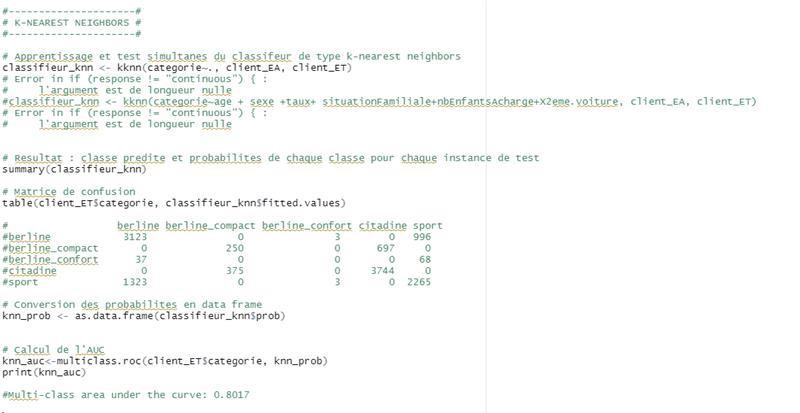 #---------------------#
# K-NEAREST NEIGHBORS #
#---------------------#
# Apprentissage et test simultanes du classifeur de type k-nearest neighbors
classifieur_knn <- kknn(categorie~., client_EA, client_ET)
# Error in if (response != "continuous") { :
#     l'argument est de longueur nulle
#classifieur_knn <- kknn(categorie~age + sexe +taux+ situationFamiliale+nbEnfantsAcharge+X2eme.voiture, client_EA, client_ET)
# Error in if (response != "continuous") { :
#     l'argument est de longueur nulle
# Resultat : classe predite et probabilites de chaque classe pour chaque instance de test
summary(classifieur_knn)
# Matrice de confusion
table(client_ET$categorie, classifieur_knn$fitted.values)
#                berline berline_compact berline_confort citadine sport
#berline            3123               0               3        0   996
#berline_compact       0             250               0      697     0
#berline_confort      37               0               0        0    68
#citadine              0             375               0     3744     0
#sport              1323               0               3        0  2265
# Conversion des probabilites en data frame
knn_prob <- as.data.frame(classifieur_knn$prob)
# Calcul de l'AUC
knn_auc<-multiclass.roc(client_ET$categorie, knn_prob)
print(knn_auc)
#Multi-class area under the curve: 0.8017